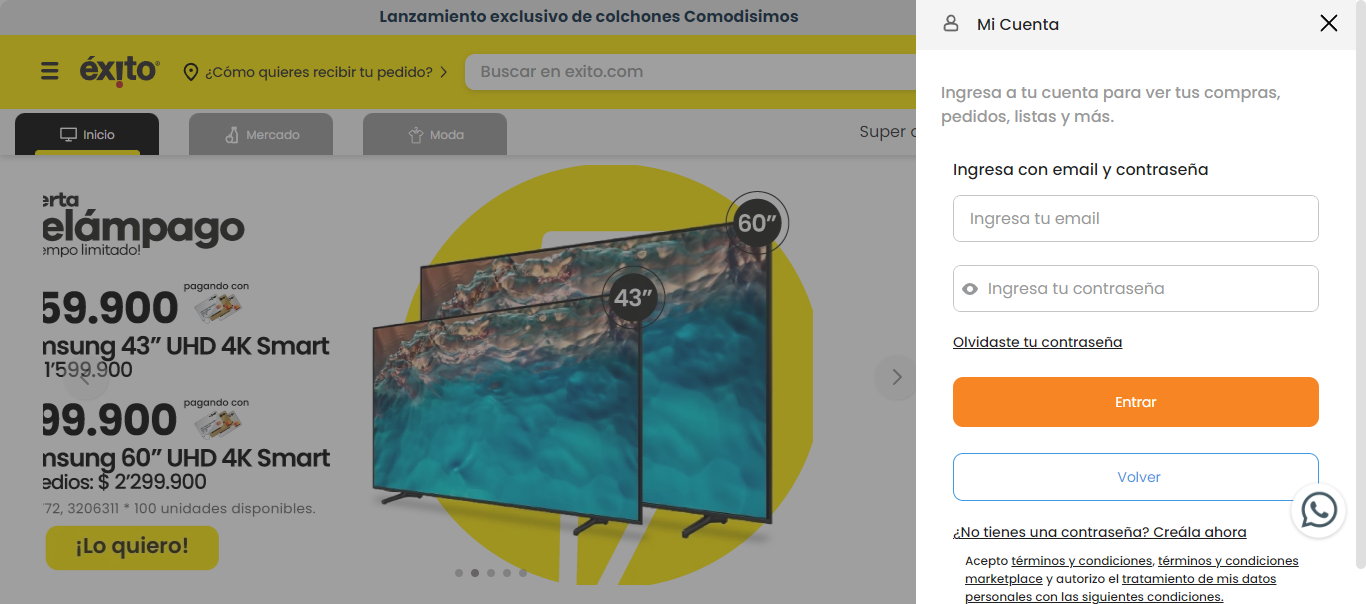 Lanzamiento exclusivo de colchones Comodisimos
éxito
¿Cómo quieres recibir tu pedido?
Buscar en exito.com
Inicio
Mercado
Moda
Super
erta
elámpago
empo limitado!
59.900
pagando con
nsung 43” UHD 4K Smart
1’599.900
99.900
pagando con
nsung 60” UHD 4K Smart
edios: $ 2’299.900
772, 3206311 * 100 unidades disponibles.
¡Lo quiero!
60”
43”
Mi Cuenta
Ingresa a tu cuenta para ver tus compras,
pedidos, listas y más.
Ingresa con email y contraseña
Ingresa tu email
Ingresa tu contraseña
Olvidaste tu contraseña
Entrar
Volver
¿No tienes una contraseña? Creála ahora
Acepto términos y condiciones, términos y condiciones
marketplace y autorizo el tratamiento de mis datos
personales con las siguientes condiciones.